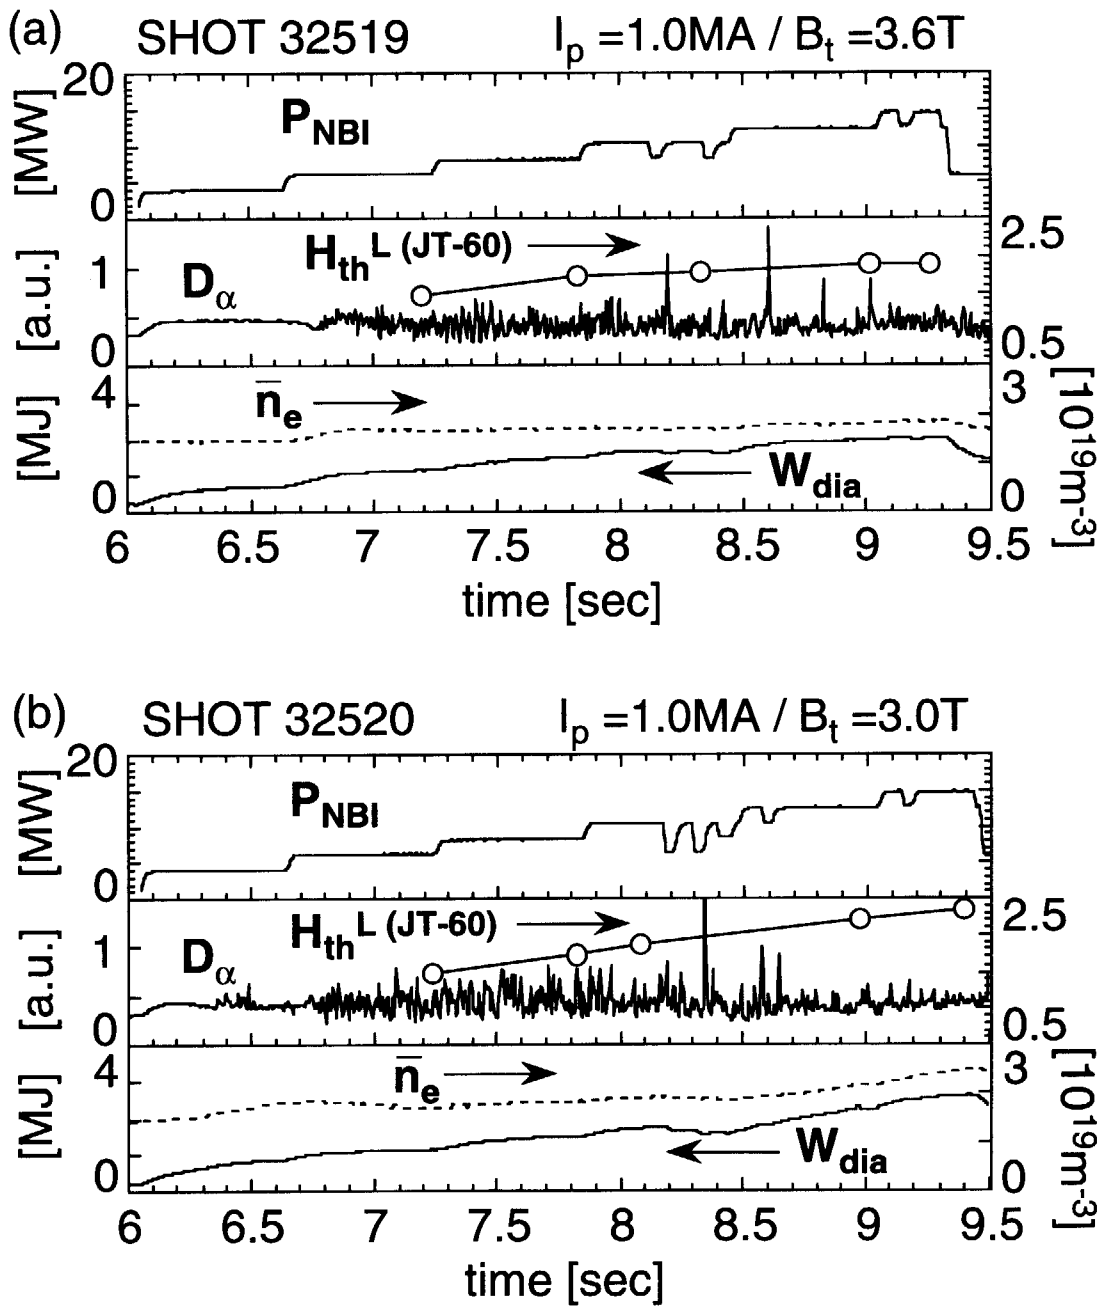 (a) SHOT 32519 I_p =1.0MA / B_t =3.6T
20
[MW]
P_NBI
0
H_th^L (JT-60)
2.5
1
[a.u.]
D_α
0
0.5
4
n̅_e
3
[MJ]
[10^19m^-3]
W_dia
0
0
6 6.5 7 7.5 8 8.5 9 9.5
time [sec]
(b) SHOT 32520 I_p =1.0MA / B_t =3.0T
20
[MW]
P_NBI
0
H_th^L (JT-60)
2.5
1
[a.u.]
D_α
0
0.5
4
n̅_e
3
[MJ]
[10^19m^-3]
W_dia
0
0
6 6.5 7 7.5 8 8.5 9 9.5
time [sec]